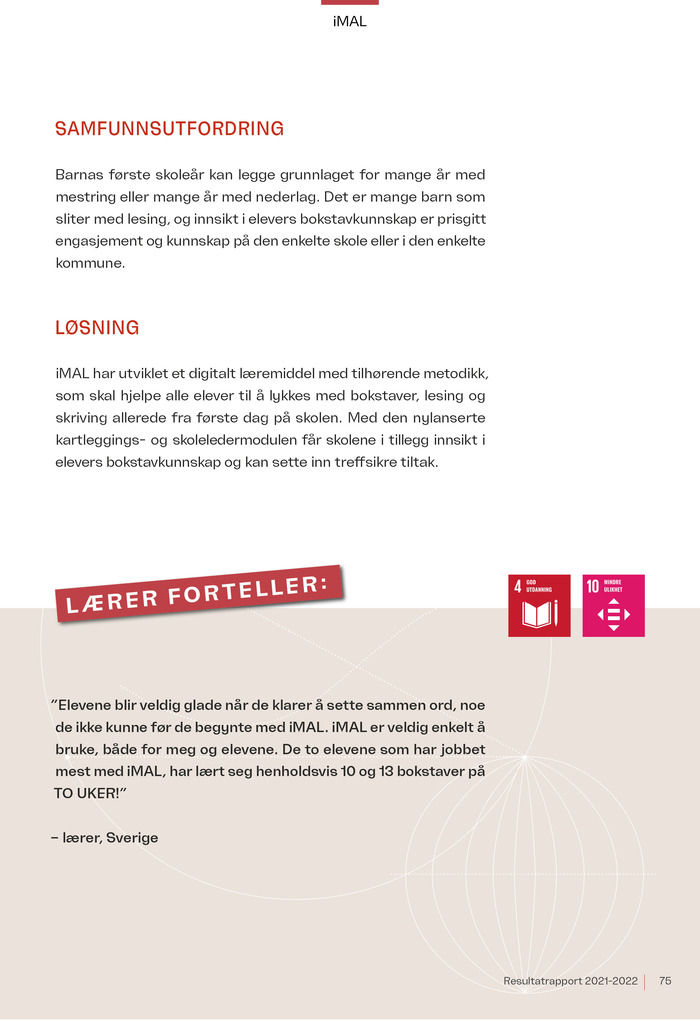 iMAL
SAMFUNNSUTFORDRING
Barnas første skoleår kan legge grunnlaget for mange år med
mestring eller mange år med nederlag. Det er mange barn som
sliter med lesing, og innsikt i elevers bokstavkunnskap er prisgitt
engasjement og kunnskap på den enkelte skole eller i den enkelte
kommune.
LØSNING
iMAL har utviklet et digitalt læremiddel med tilhørende metodikk,
som skal hjelpe alle elever til å lykkes med bokstaver, lesing og
skriving allerede fra første dag på skolen. Med den nylanserte
kartleggings- og skoleledermodulen får skolene i tillegg innsikt i
elevers bokstavkunnskap og kan sette inn treffsikre tiltak.
LÆRER FORTELLER:
4 GOD
UTDANNING
10 MINDRE
ULIKHET
”Elevene blir veldig glade når de klarer å sette sammen ord, noe
de ikke kunne før de begynte med iMAL. iMAL er veldig enkelt å
bruke, både for meg og elevene. De to elevene som har jobbet
mest med iMAL, har lært seg henholdsvis 10 og 13 bokstaver på
TO UKER!”
– lærer, Sverige
Resultatrapport 2021-2022 75